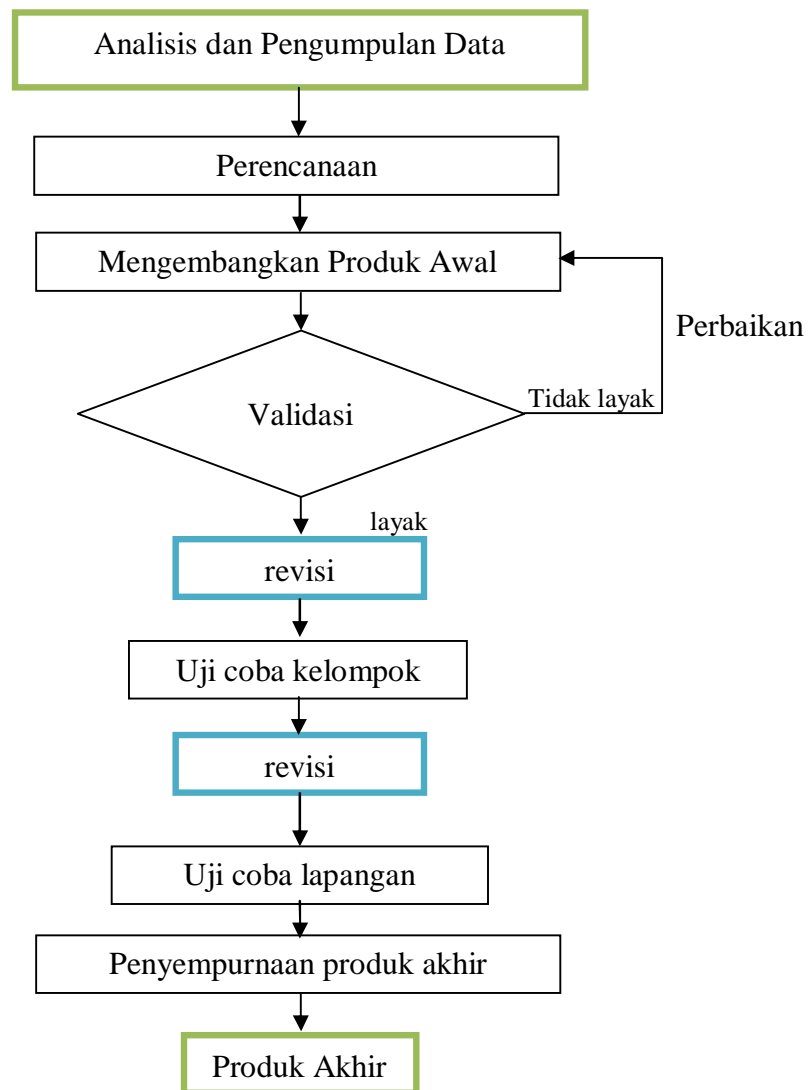 Analisis dan Pengumpulan Data
Perencanaan
Mengembangkan Produk Awal
Perbaikan
Validasi
Tidak layak
layak
revisi
Uji coba kelompok
revisi
Uji coba lapangan
Penyempurnaan produk akhir
Produk Akhir